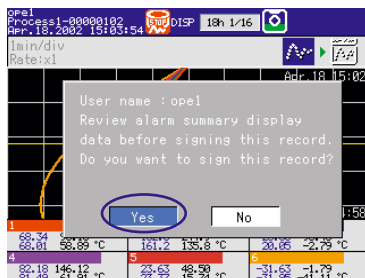 ope1
Process1-00000102
Apr.18.2002 15:03:54 STOP DISP 18h 1/16
1min/div
Rate:x1
Apr.18 15:02
User name : ope1
Review alarm summary display
data before signing this record.
Do you want to sign this record?
Yes No
:58
1
68.34
68.01 58.89 °C 161.2 135.8 °C 20.05 -2.79 °C
4 5 6
82.18 146.12 23.63 48.50 -31.63 -1.79